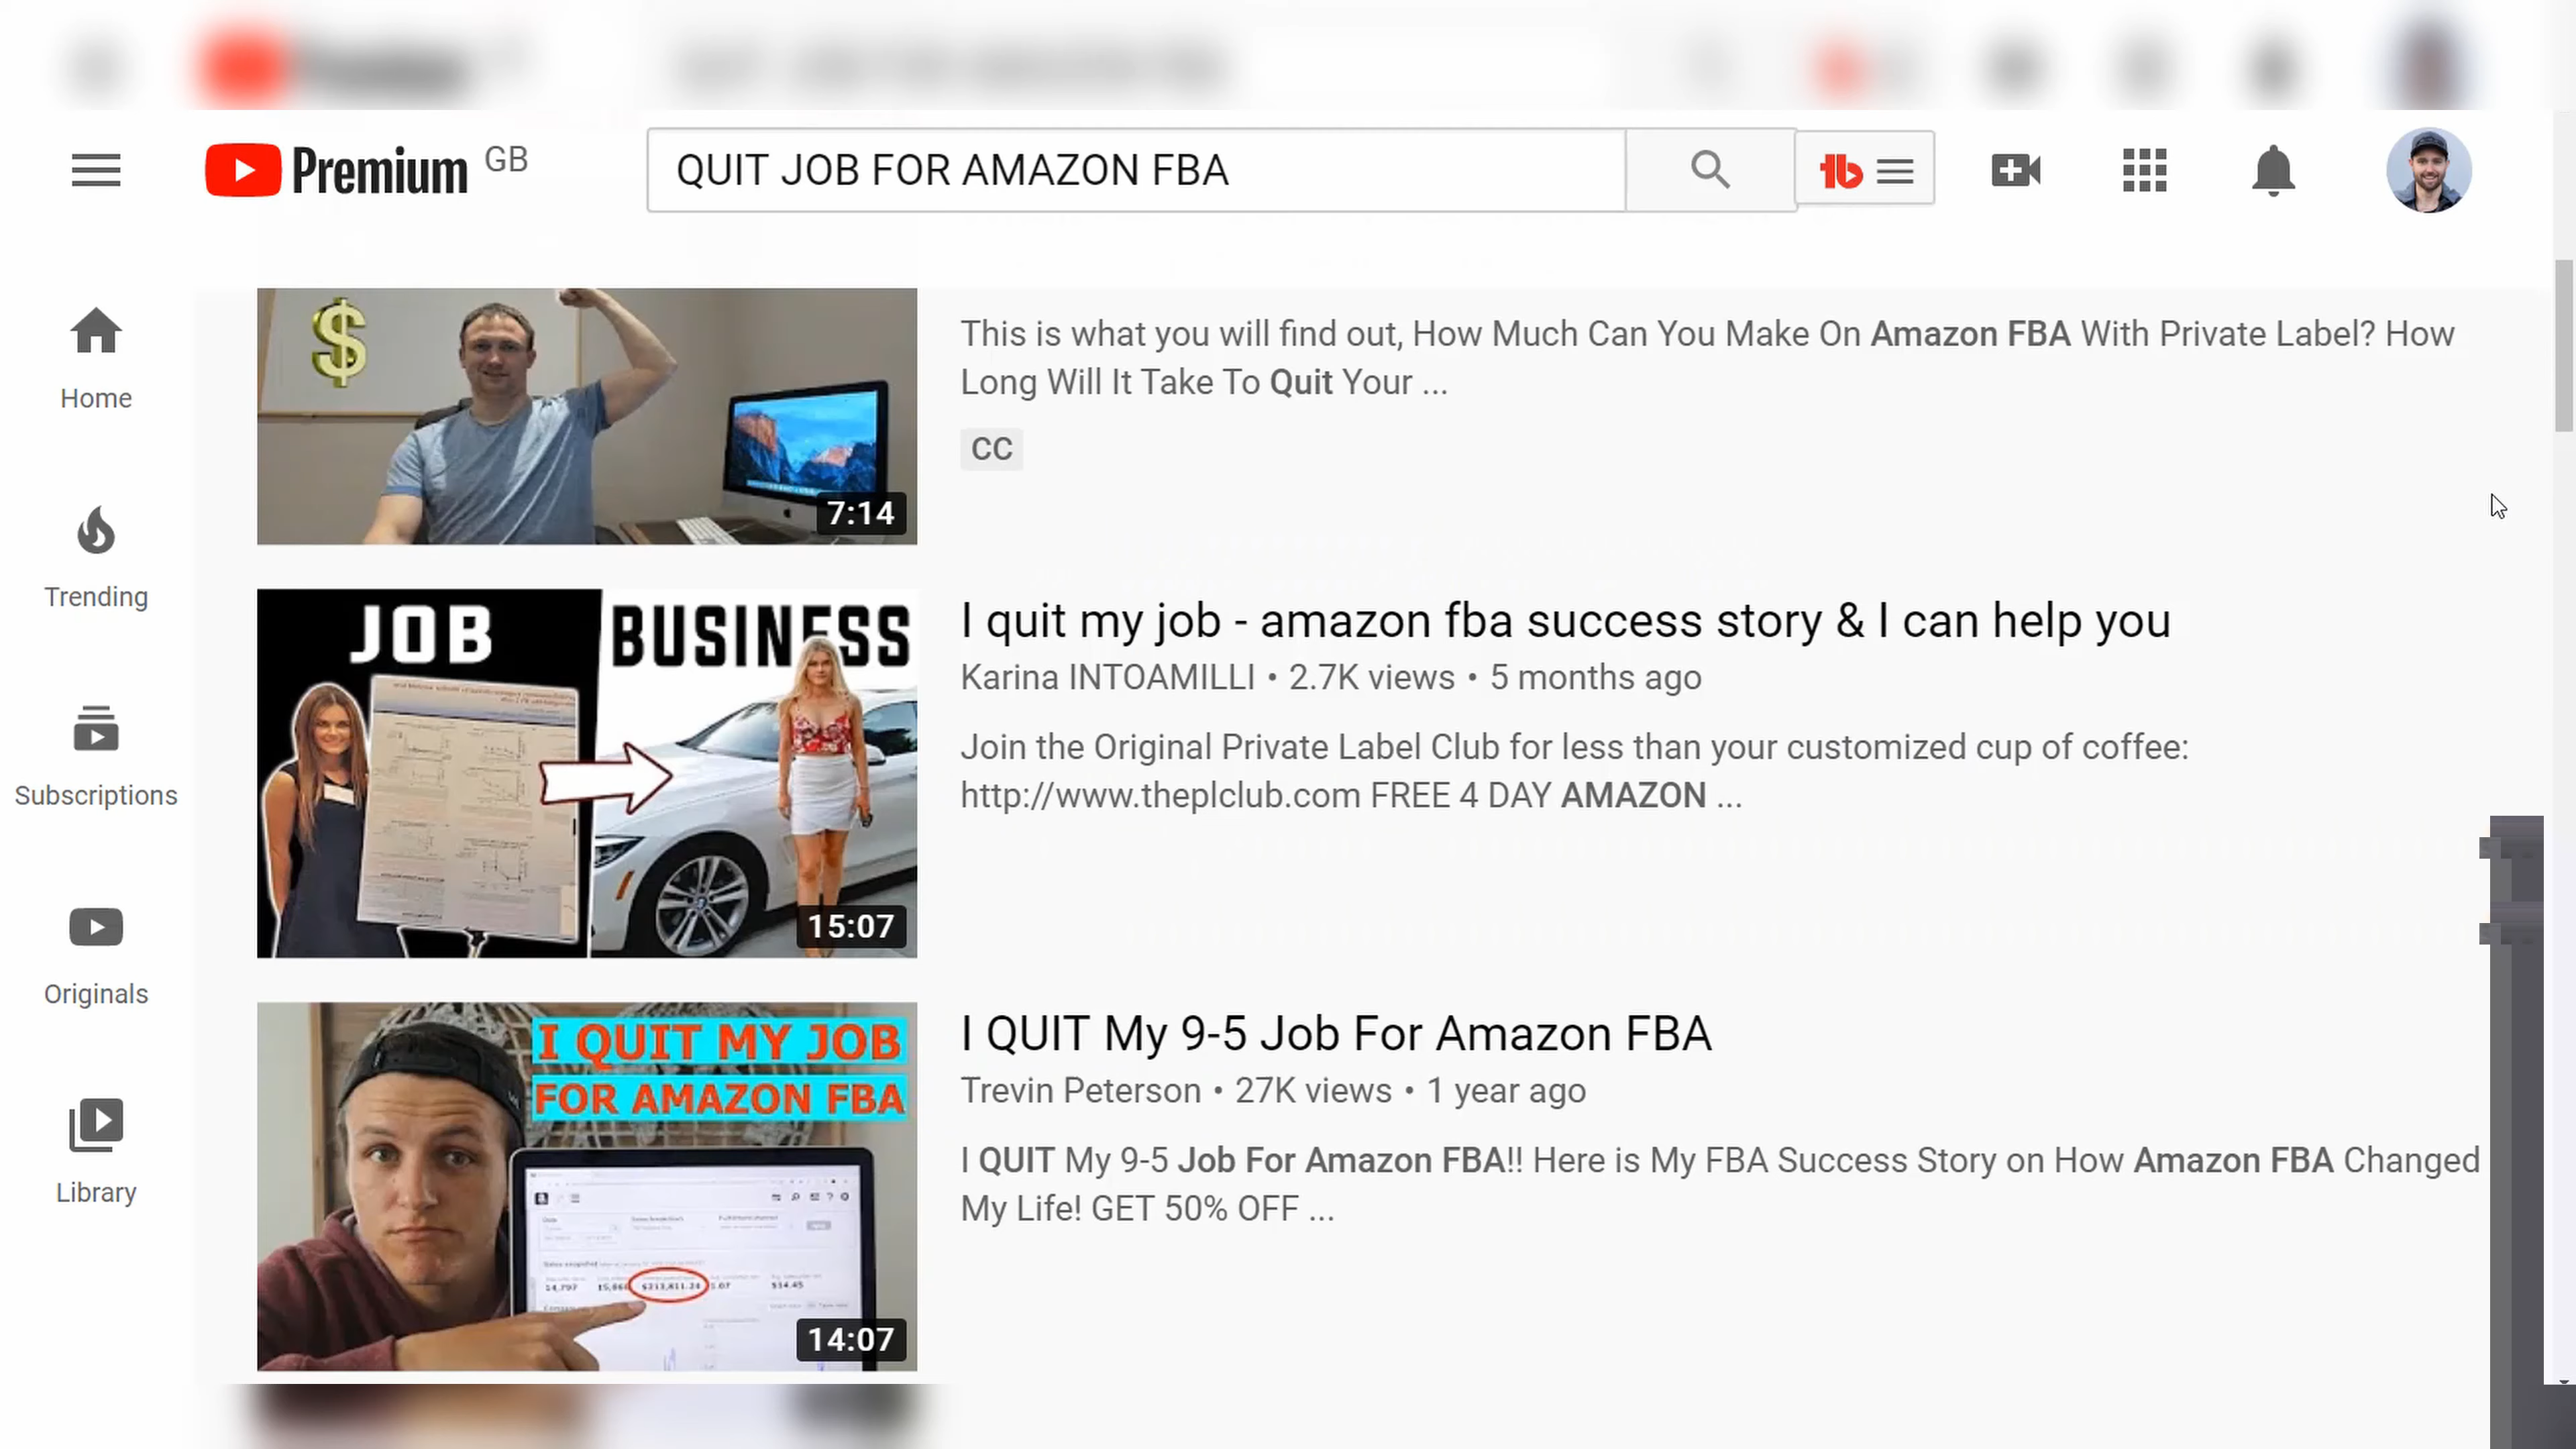 Premium GB
QUIT JOB FOR AMAZON FBA
Home
Trending
Subscriptions
Originals
Library
$
7:14
This is what you will find out, How Much Can You Make On Amazon FBA With Private Label? How
Long Will It Take To Quit Your ...
CC
JOB
BUSINESS
15:07
I quit my job - amazon fba success story & I can help you
Karina INTOAMILLI • 2.7K views • 5 months ago
Join the Original Private Label Club for less than your customized cup of coffee:
http://www.theplclub.com FREE 4 DAY AMAZON ...
I QUIT MY JOB
FOR AMAZON FBA
14,797
$14.45
14:07
I QUIT My 9-5 Job For Amazon FBA
Trevin Peterson • 27K views • 1 year ago
I QUIT My 9-5 Job For Amazon FBA!! Here is My FBA Success Story on How Amazon FBA Changed
My Life! GET 50% OFF ...